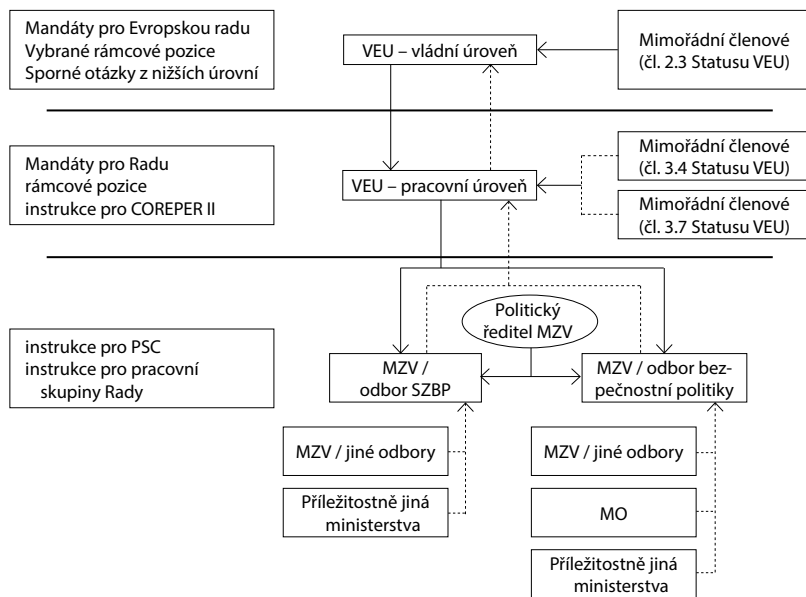 Mandáty pro Evropskou radu
Vybrané rámcové pozice
Sporné otázky z nižších úrovní
VEU – vládní úroveň
Mimořádní členové
(čl. 2.3 Statusu VEU)
Mandáty pro Radu
rámcové pozice
instrukce pro COREPER II
VEU – pracovní úroveň
Mimořádní členové
(čl. 3.4 Statusu VEU)
Mimořádní členové
(čl. 3.7 Statusu VEU)
instrukce pro PSC
instrukce pro pracovní
skupiny Rady
Politický
ředitel MZV
MZV /
odbor SZBP
MZV / odbor bez-
pečnostní politiky
MZV / jiné odbory
Příležitostně jiná
ministerstva
MZV / jiné odbory
MO
Příležitostně jiná
ministerstva